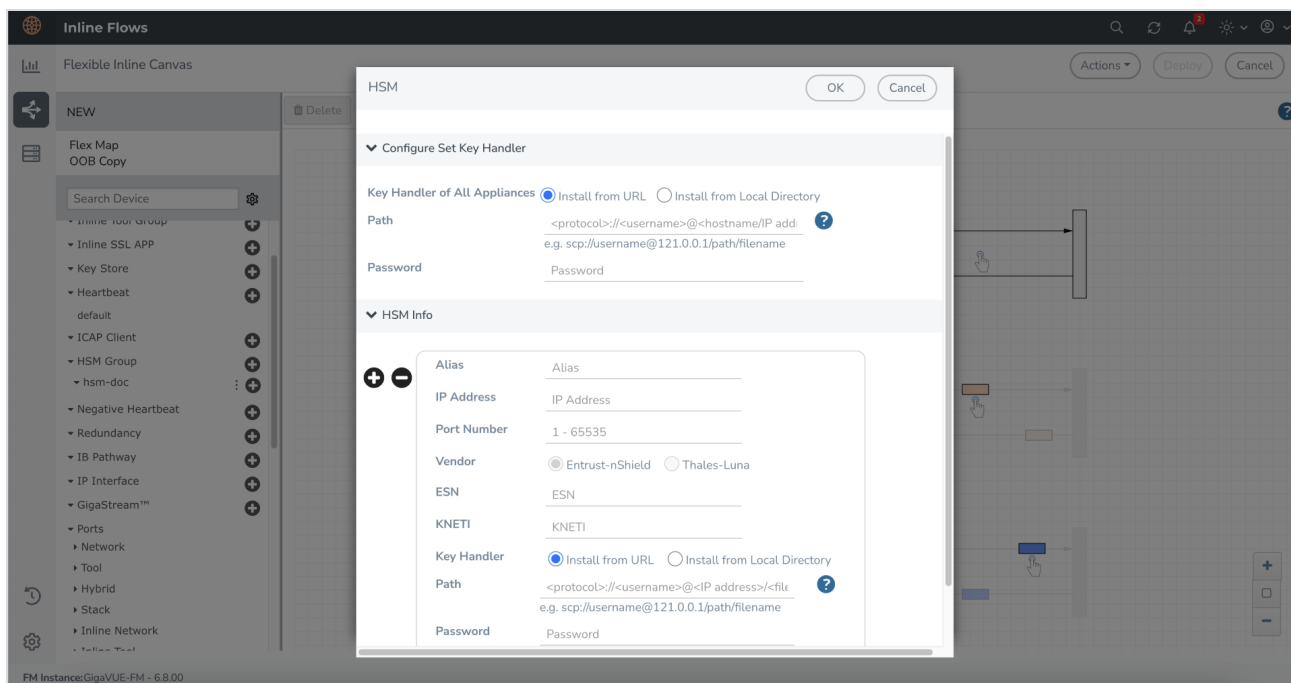 Inline Flows
2
Flexible Inline Canvas
Actions
Deploy
Cancel
NEW
Delete
Flex Map
OOB Copy
Search Device
Inline Tool Group
Inline SSL APP
Key Store
Heartbeat
default
ICAP Client
HSM Group
hsm-doc
Negative Heartbeat
Redundancy
IB Pathway
IP Interface
GigaStream™
Ports
Network
Tool
Hybrid
Stack
Inline Network
Inline Tool
HSM
OK
Cancel
Configure Set Key Handler
Key Handler of All Appliances Install from URL Install from Local Directory
Path <protocol>://<username>@<hostname/IP add ?
e.g. scp://username@121.0.0.1/path/filename
Password Password
HSM Info
Alias Alias
IP Address IP Address
Port Number 1 - 65535
Vendor Entrust-nShield Thales-Luna
ESN ESN
KNETI KNETI
Key Handler Install from URL Install from Local Directory
Path <protocol>://<username>@<IP address>/<file ?
e.g. scp://username@121.0.0.1/path/filename
Password Password
?
FM Instance:GigaVUE-FM - 6.8.00